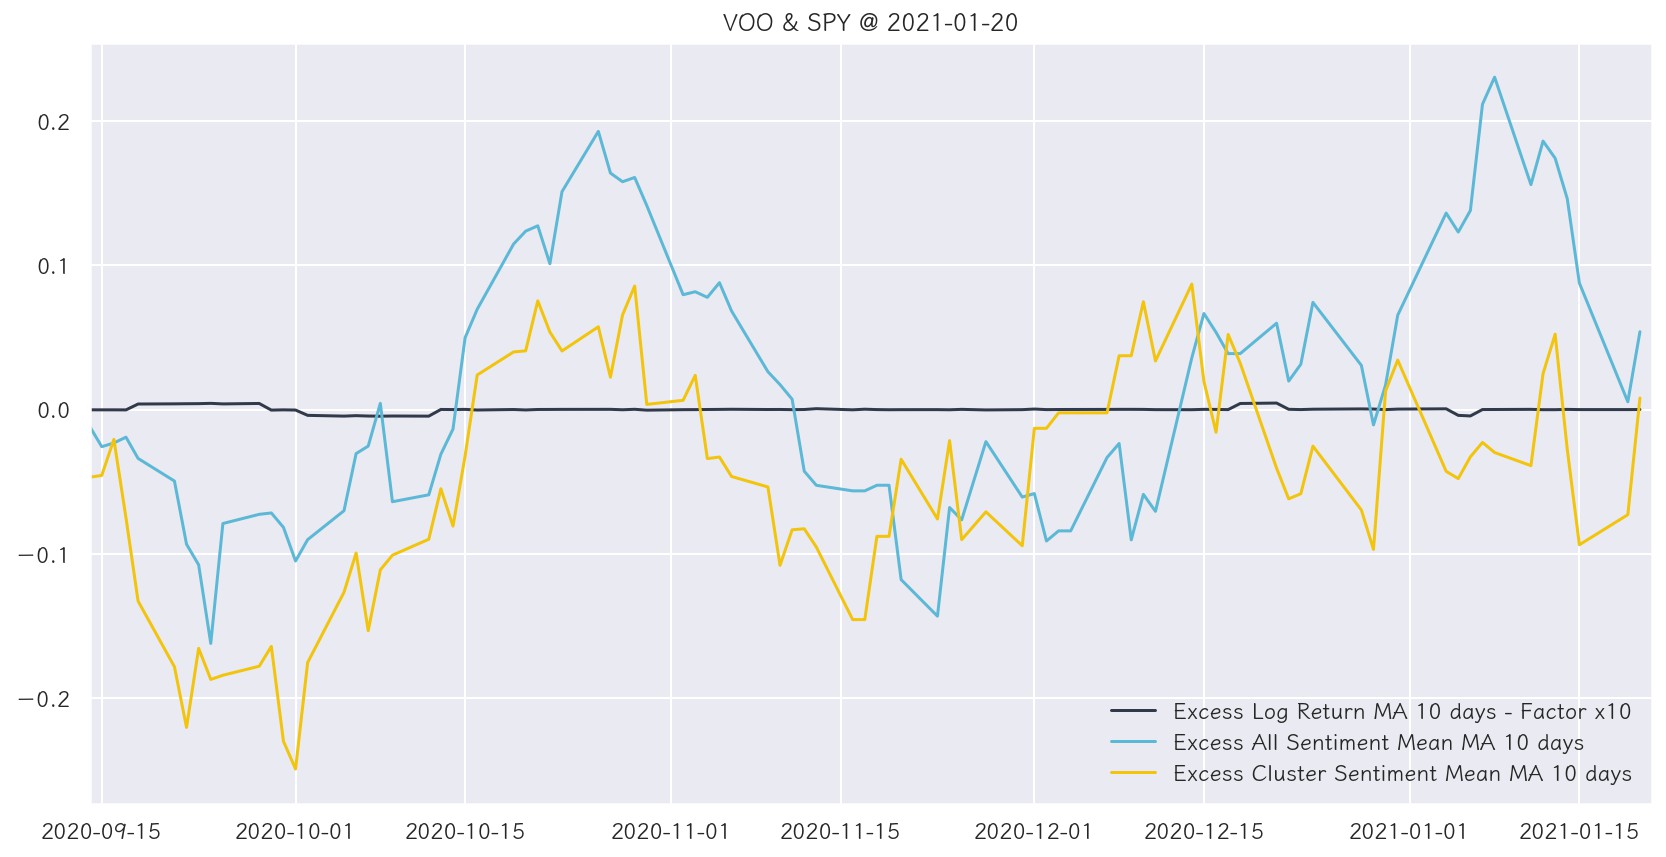 VOO & SPY @ 2021-01-20
0.2
0.1
0.0
−0.1
−0.2
Excess Log Return MA 10 days - Factor x10
Excess All Sentiment Mean MA 10 days
Excess Cluster Sentiment Mean MA 10 days
2020-09-15 2020-10-01 2020-10-15 2020-11-01 2020-11-15 2020-12-01 2020-12-15 2021-01-01 2021-01-15